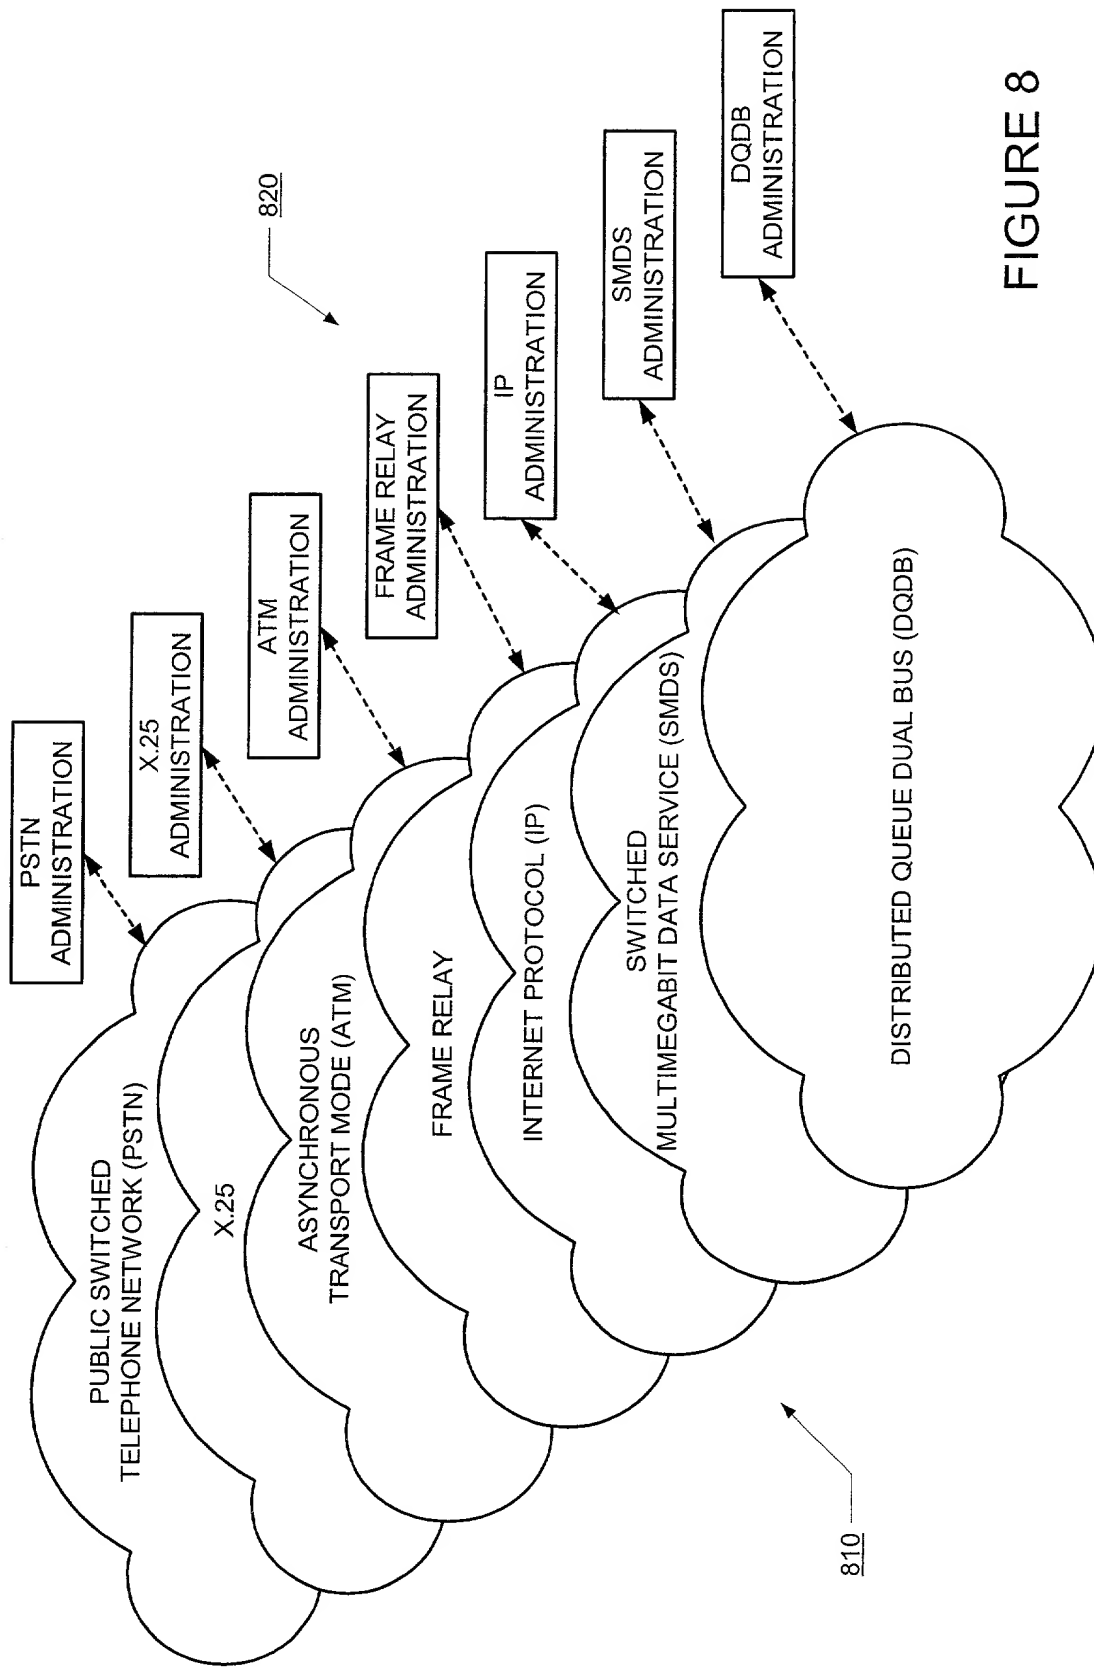 PUBLIC SWITCHED
TELEPHONE NETWORK (PSTN)
X.25
ASYNCHRONOUS
TRANSPORT MODE (ATM)
FRAME RELAY
INTERNET PROTOCOL (IP)
SWITCHED
MULTIMEGABIT DATA SERVICE (SMDS)
DISTRIBUTED QUEUE DUAL BUS (DQDB)
PSTN
ADMINISTRATION
X.25
ADMINISTRATION
ATM
ADMINISTRATION
FRAME RELAY
ADMINISTRATION
IP
ADMINISTRATION
SMDS
ADMINISTRATION
DQDB
ADMINISTRATION
820
810
FIGURE 8